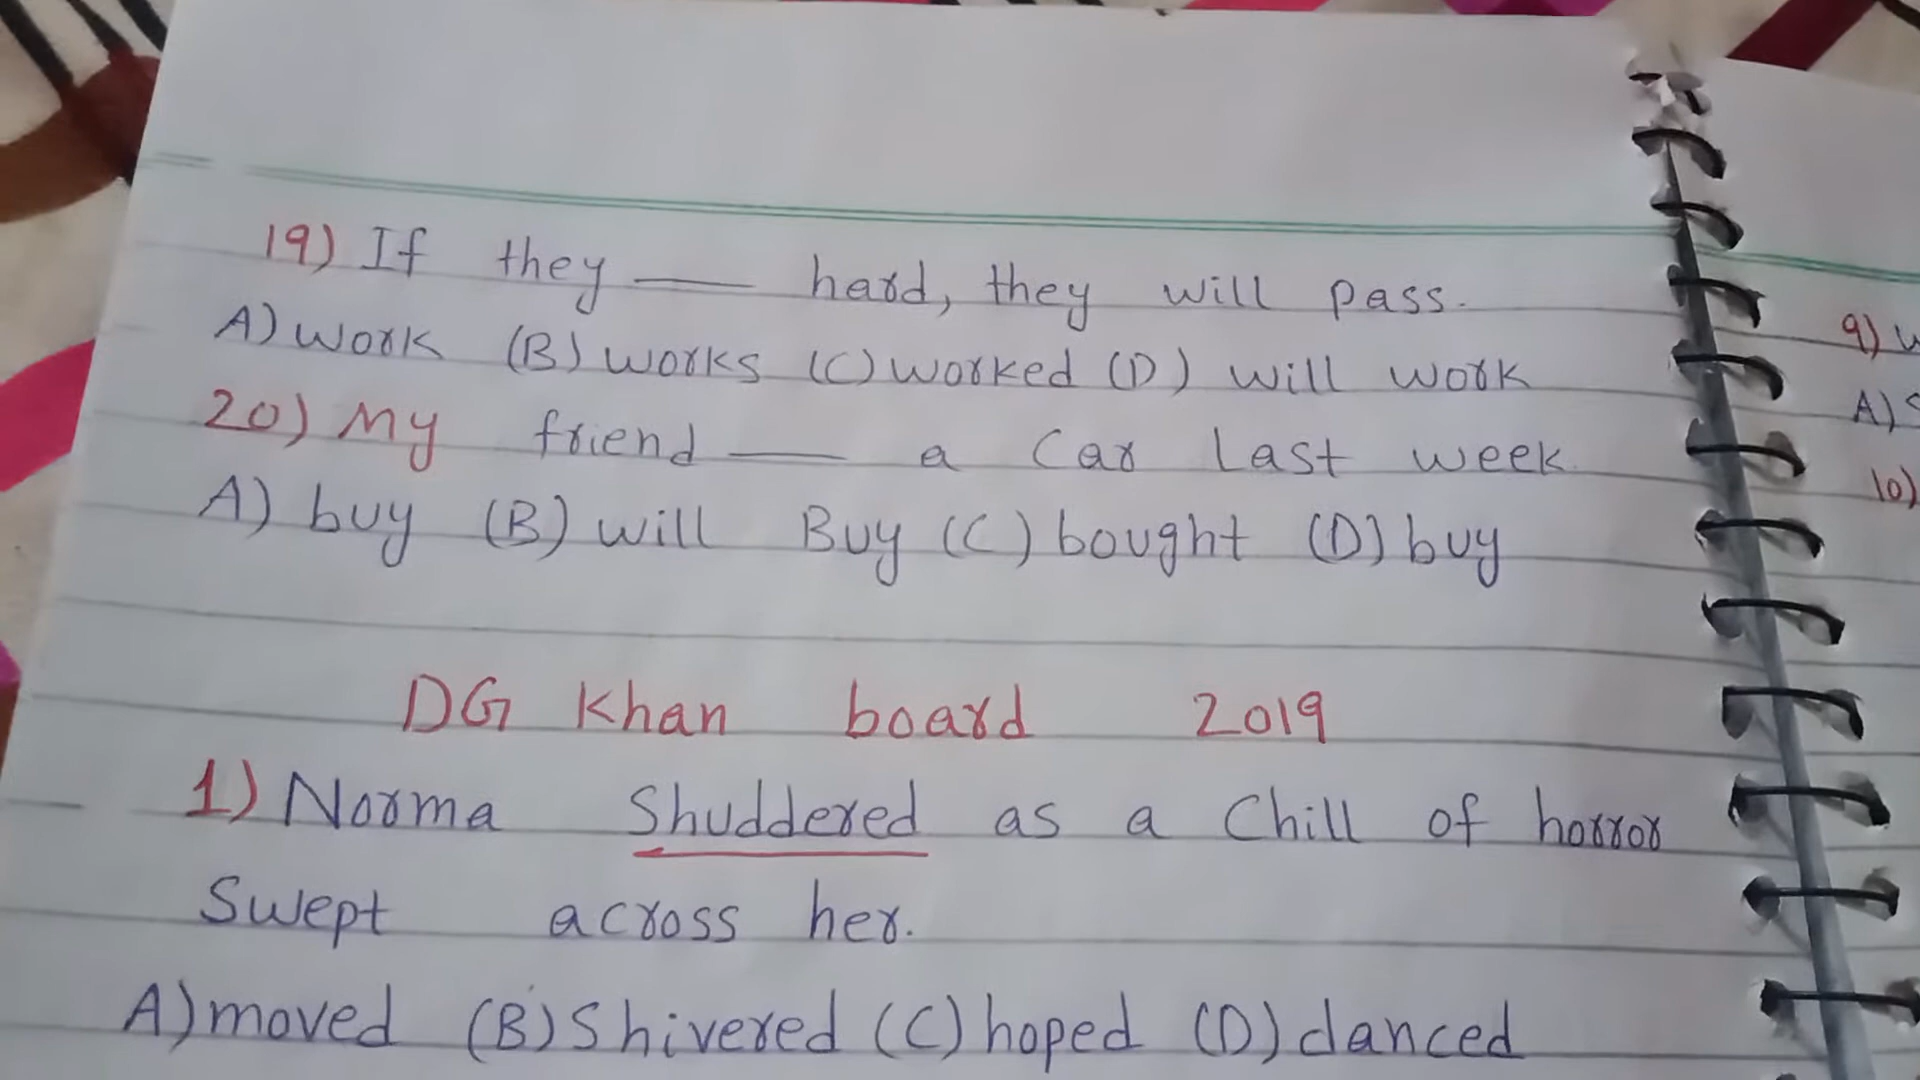 19) If they ___ hard, they will pass.
A) work (B) works (C) worked (D) will work
20) My friend ___ a Car Last week
A) buy (B) will Buy (C) bought (D) buy
DG Khan board 2019
1) Norma Shuddered as a Chill of horror
Swept across her.
A) moved (B) Shivered (C) hoped (D) danced
9)
A)
10)